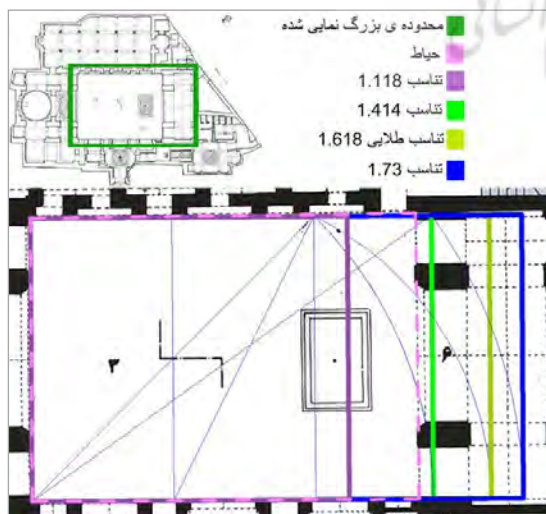 محدوده ی بزرگ نمایی شده
حیاط
تناسب 1.118
تناسب 1.414
تناسب طلایی 1.618
تناسب 1.73
۳
۶